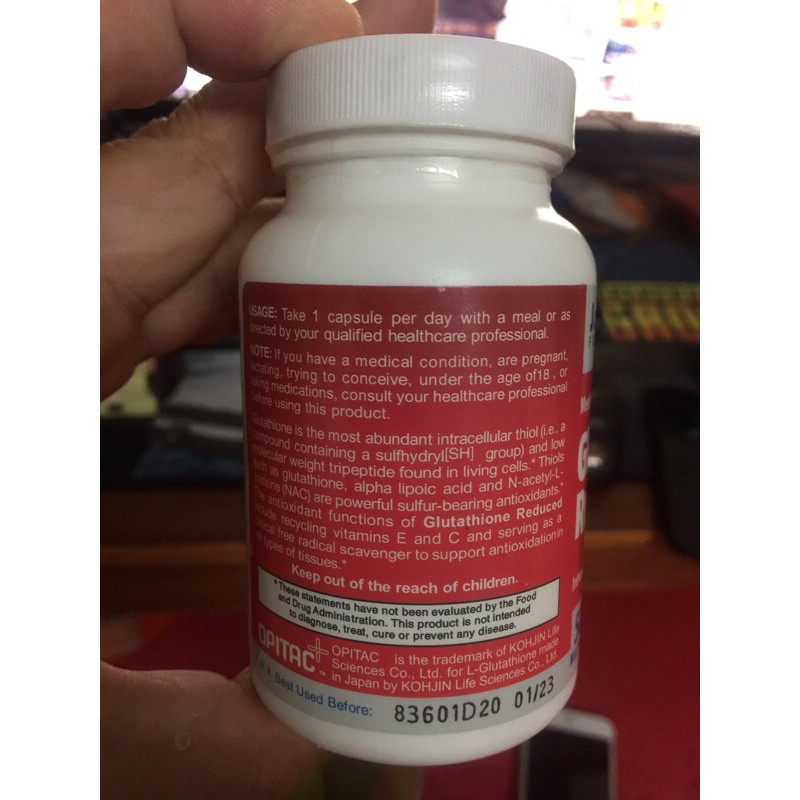 USAGE: Take 1 capsule per day with a meal or as
directed by your qualified healthcare professional.
NOTE: If you have a medical condition, are pregnant,
lactating, trying to conceive, under the age of18 , or
taking medications, consult your healthcare professional
before using this product.
Glutathione is the most abundant intracellular thiol (i.e., a
compound containing a sulfhydryl[SH] group) and low
molecular weight tripeptide found in living cells.* Thiols
such as glutathione, alpha lipoic acid and N-acetyl-L-
cysteine (NAC) are powerful sulfur-bearing antioxidants.*
The antioxidant functions of Glutathione Reduced
include recycling vitamins E and C and serving as a
critical free radical scavenger to support antioxidationin
all types of tissues.*
Keep out of the reach of children.
* These statements have not been evaluated by the Food
and Drug Administration. This product is not intended
to diagnose, treat, cure or prevent any disease.
OPITAC+™
OPITAC is the trademark of KOHJIN Life
Sciences Co., Ltd. for L-Glutathione made
in Japan by KOHJIN Life Sciences Co., Ltd.
& Best Used Before: 83601D20 01/23